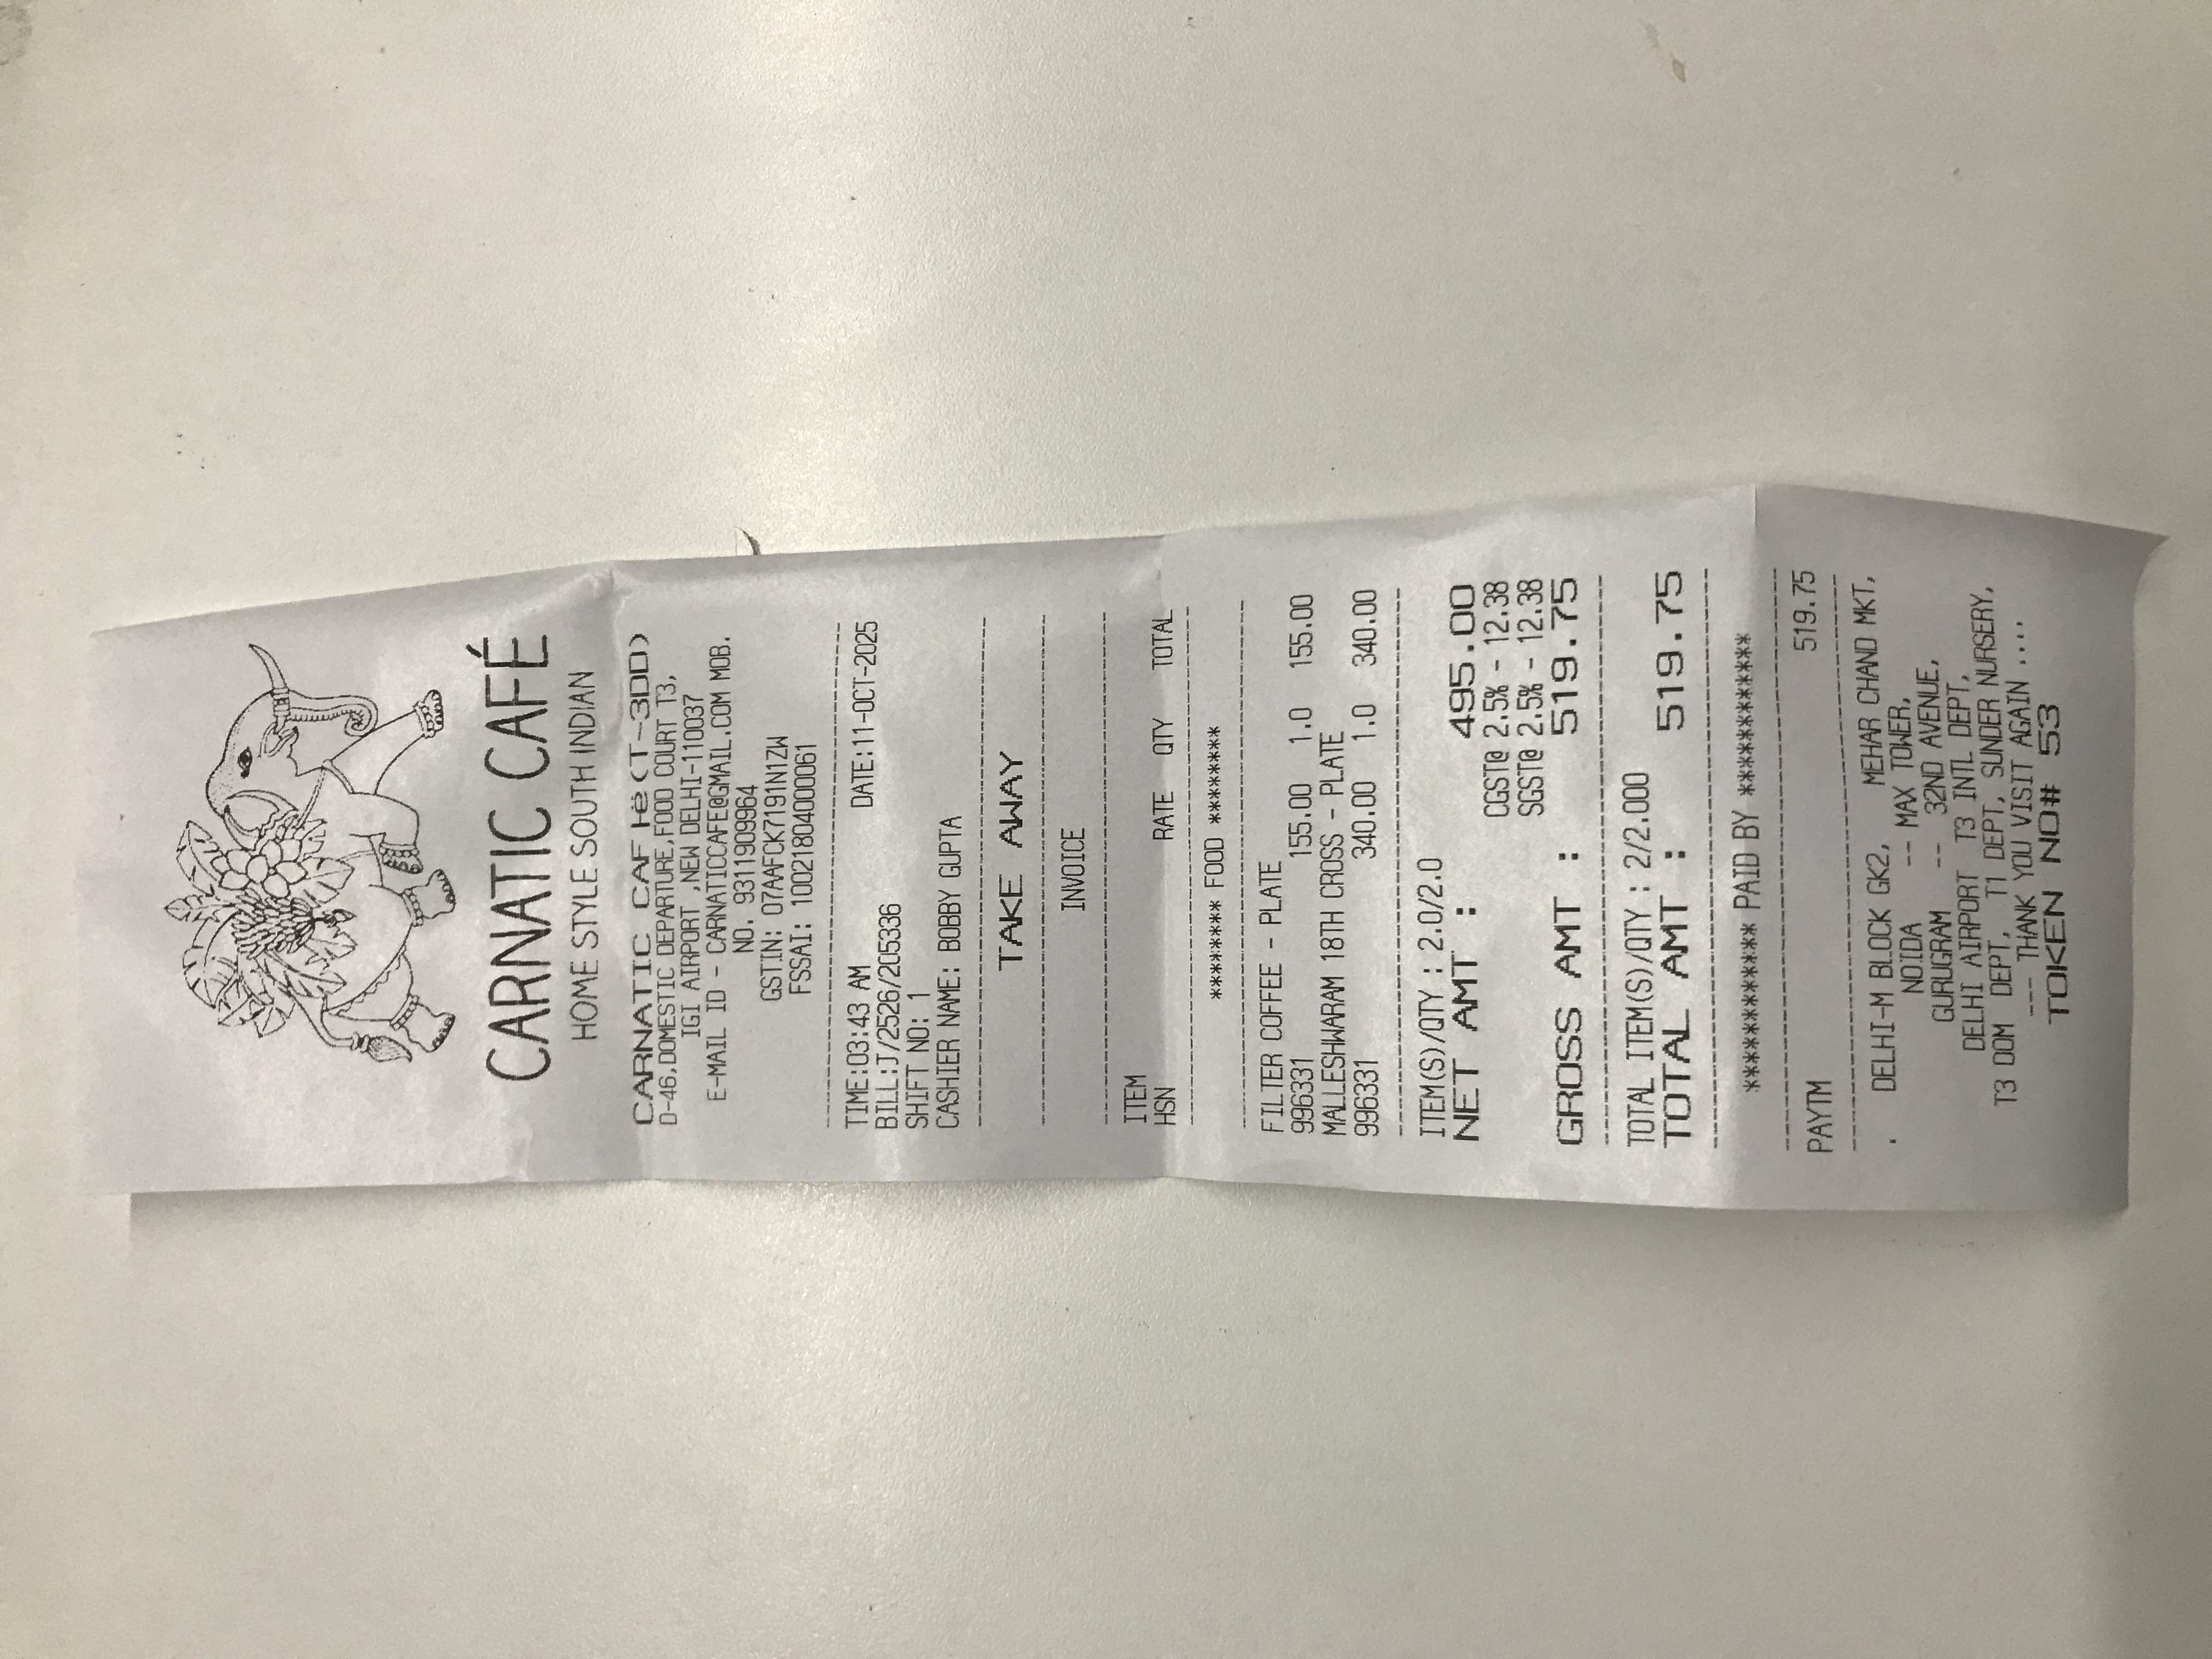 CARNATIC CAFÉ
HOME STYLE SOUTH INDIAN
CARNATIC CAF Hë (T-3DD)
D-46,DOMESTIC DEPARTURE,FOOD COURT T3,
IGI AIRPORT ,NEW DELHI-1100037
E-MAIL ID - CARNATICCAFE@GMAIL.COM MOB.
NO. 9311909964
GSTIN: 07AAFCK7191N1ZW
FSSAI: 10021804000061
TIME:03:43 AM DATE:11-OCT-2025
BILL:J/2526/205336
SHIFT NO: 1
CASHIER NAME: BOBBY GUPTA
TAKE AWAY
INVOICE
ITEM
HSN RATE QTY TOTAL
********* FOOD *********
FILTER COFFEE - PLATE
996331 155.00 1.0 155.00
MALLESHWARAM 18TH CROSS - PLATE
996331 340.00 1.0 340.00
ITEM(S)/QTY : 2.0/2.0
NET AMT : 495.00
CGST@ 2.5% - 12.38
SGST@ 2.5% - 12.38
GROSS AMT : 519.75
TOTAL ITEM(S)/QTY : 2/2.000
TOTAL AMT : 519.75
************** PAID BY **************
PAYTM 519.75
. DELHI-M BLOCK GK2, MEHAR CHAND MKT,
NOIDA -- MAX TOWER,
GURUGRAM -- 32ND AVENUE,
DELHI AIRPORT T3 INTL DEPT,
T3 DOM DEPT, T1 DEPT, SUNDER NURSERY,
--- THANK YOU VISIT AGAIN ....
TOKEN NO# 53